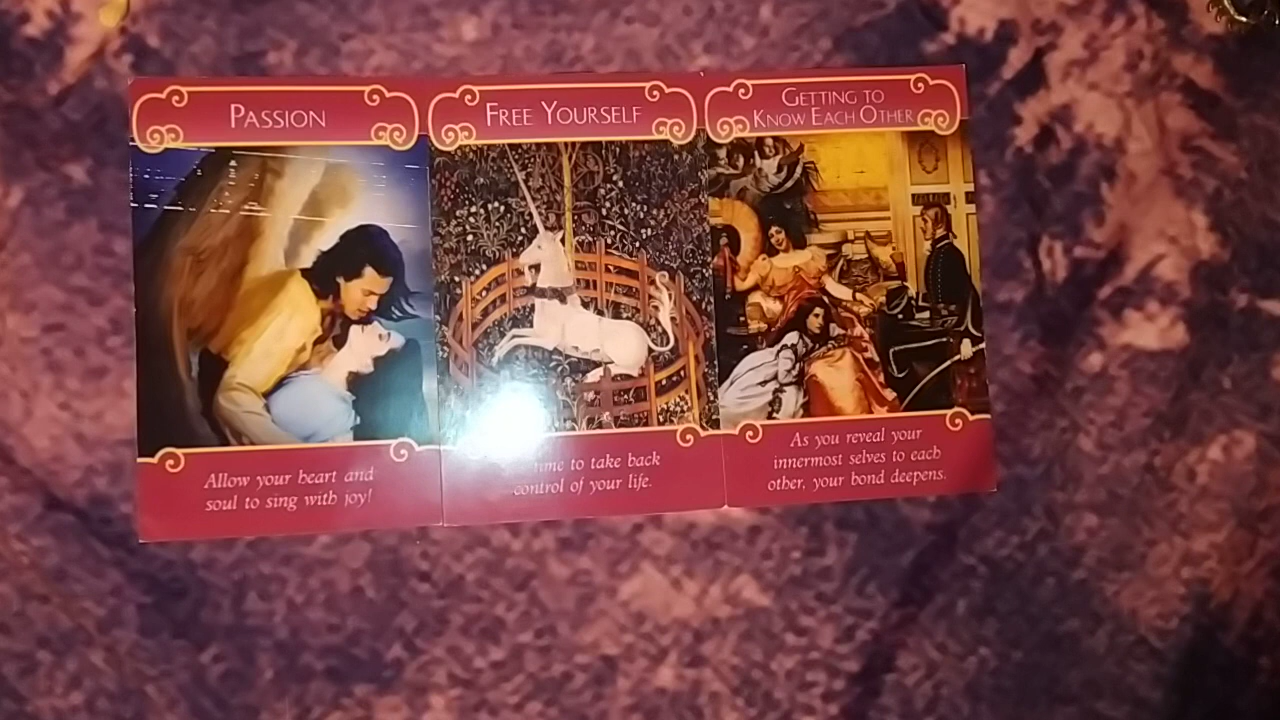 PASSION
Allow your heart and
soul to sing with joy!
FREE YOURSELF
time to take back
control of your life.
GETTING TO
KNOW EACH OTHER
As you reveal your
innermost selves to each
other, your bond deepens.